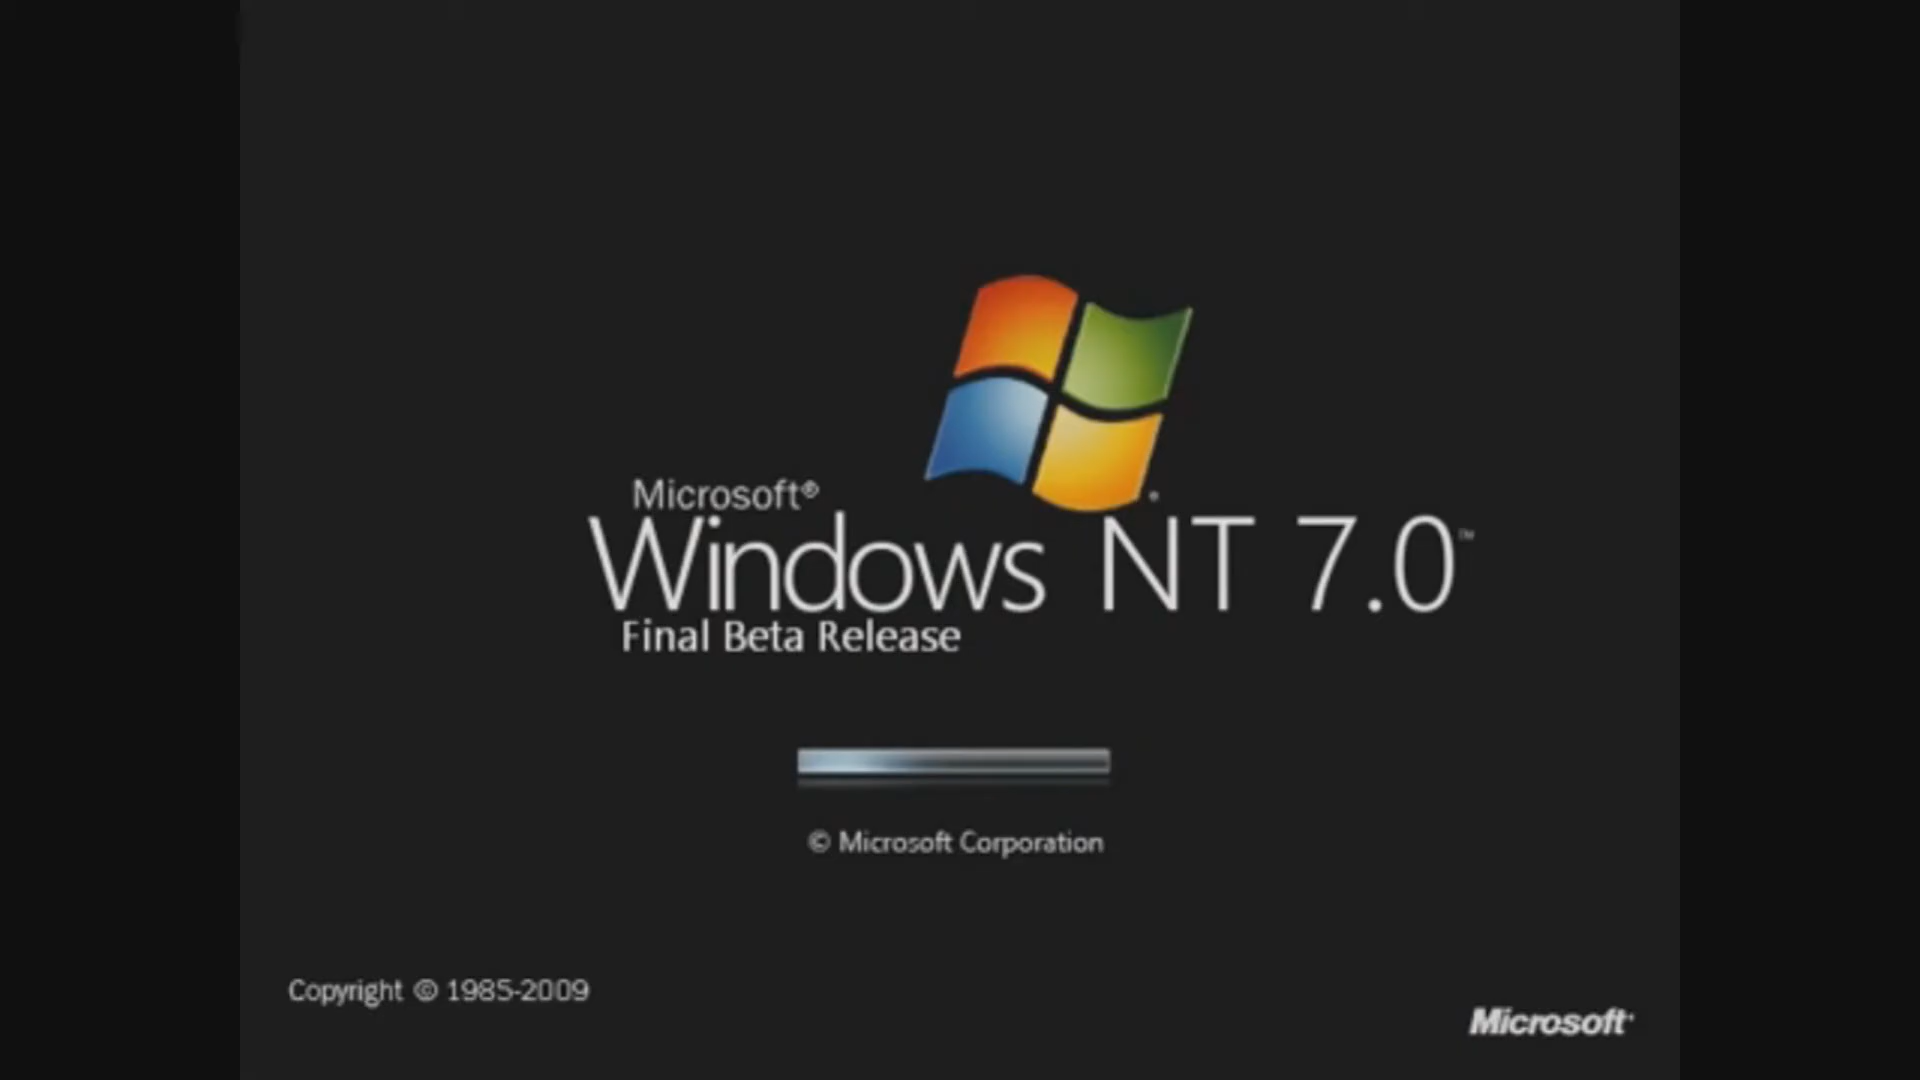 Microsoft®
Windows NT 7.0™
Final Beta Release
© Microsoft Corporation
Copyright © 1985-2009
Microsoft